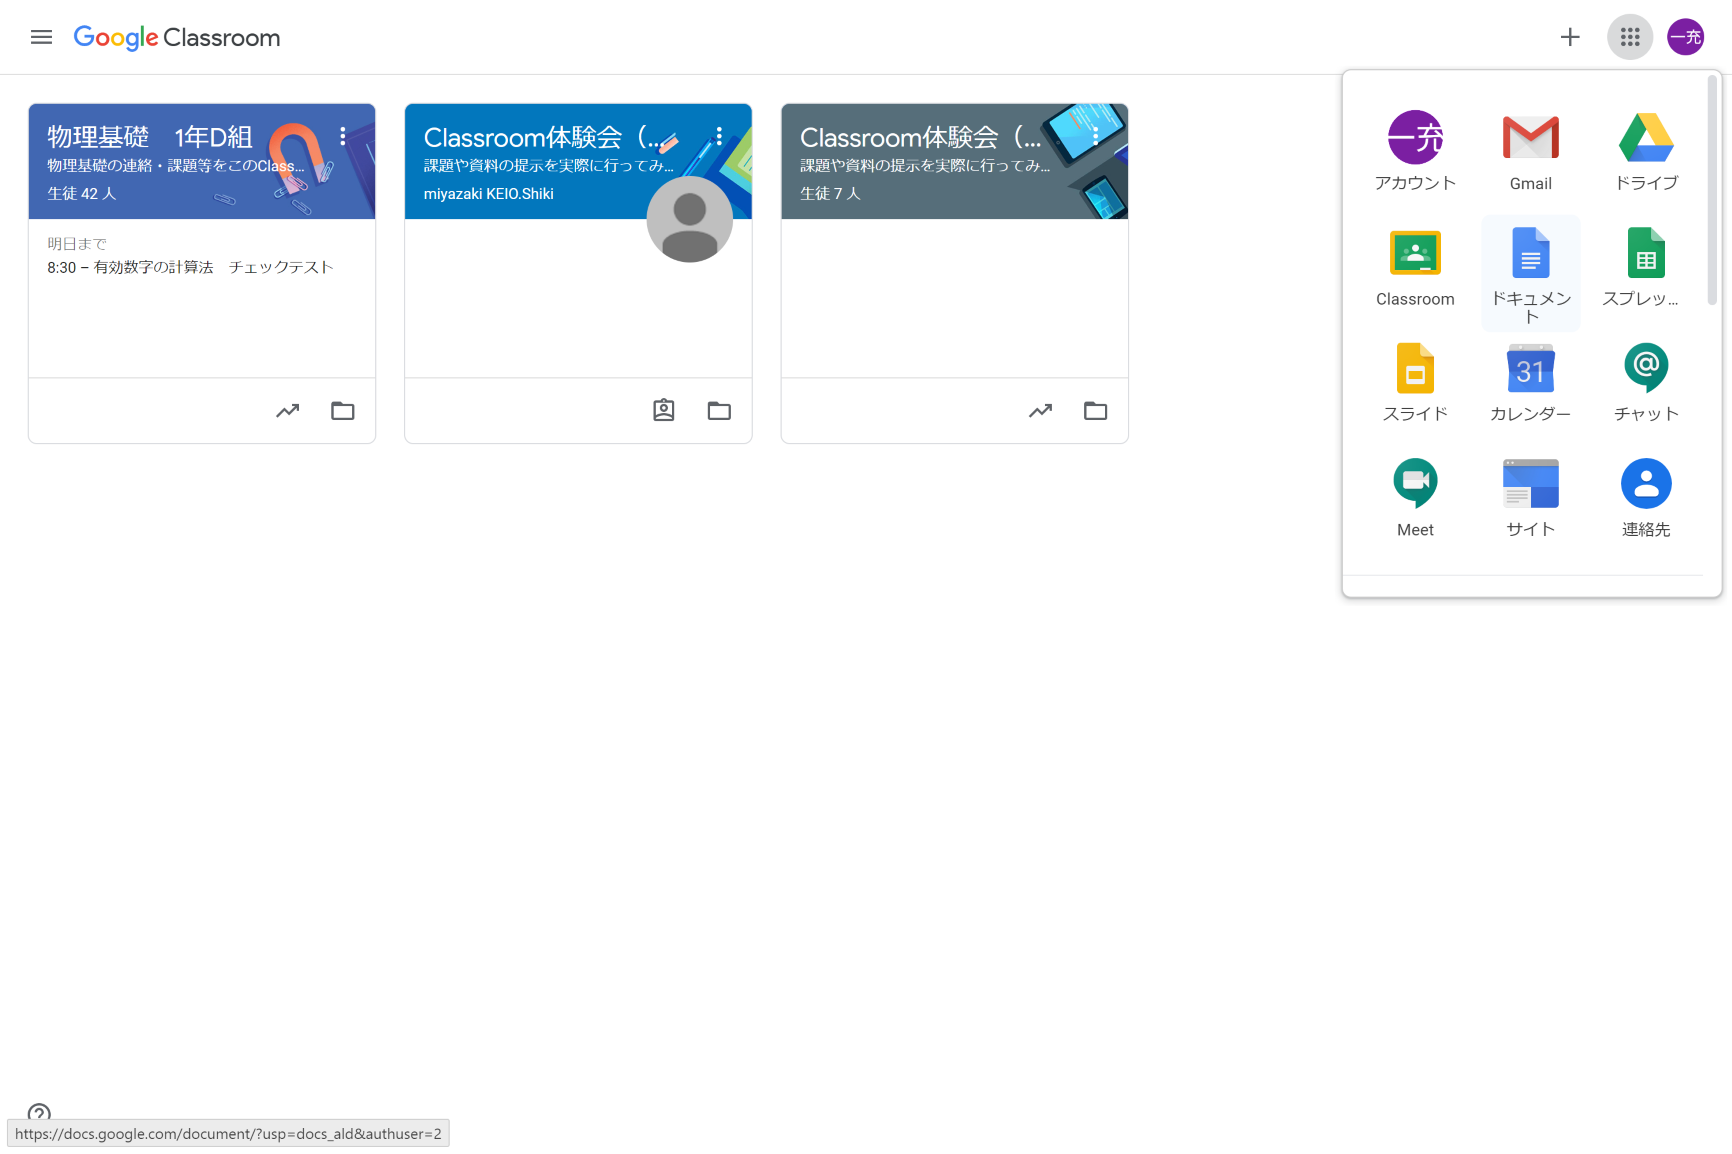 Google Classroom
一充
物理基礎　1年D組
物理基礎の連絡・課題等をこのClass...
生徒 42 人
明日まで
8:30 – 有効数字の計算法　チェックテスト
Classroom体験会（...
課題や資料の提示を実際に行ってみ...
miyazaki KEIO.Shiki
Classroom体験会（...
課題や資料の提示を実際に行ってみ...
生徒 7 人
一充
アカウント
Gmail
ドライブ
Classroom
ドキュメン
ト
スプレッ...
31
@
スライド
カレンダー
チャット
Meet
サイト
連絡先
https://docs.google.com/document/?usp=docs_ald&authuser=2